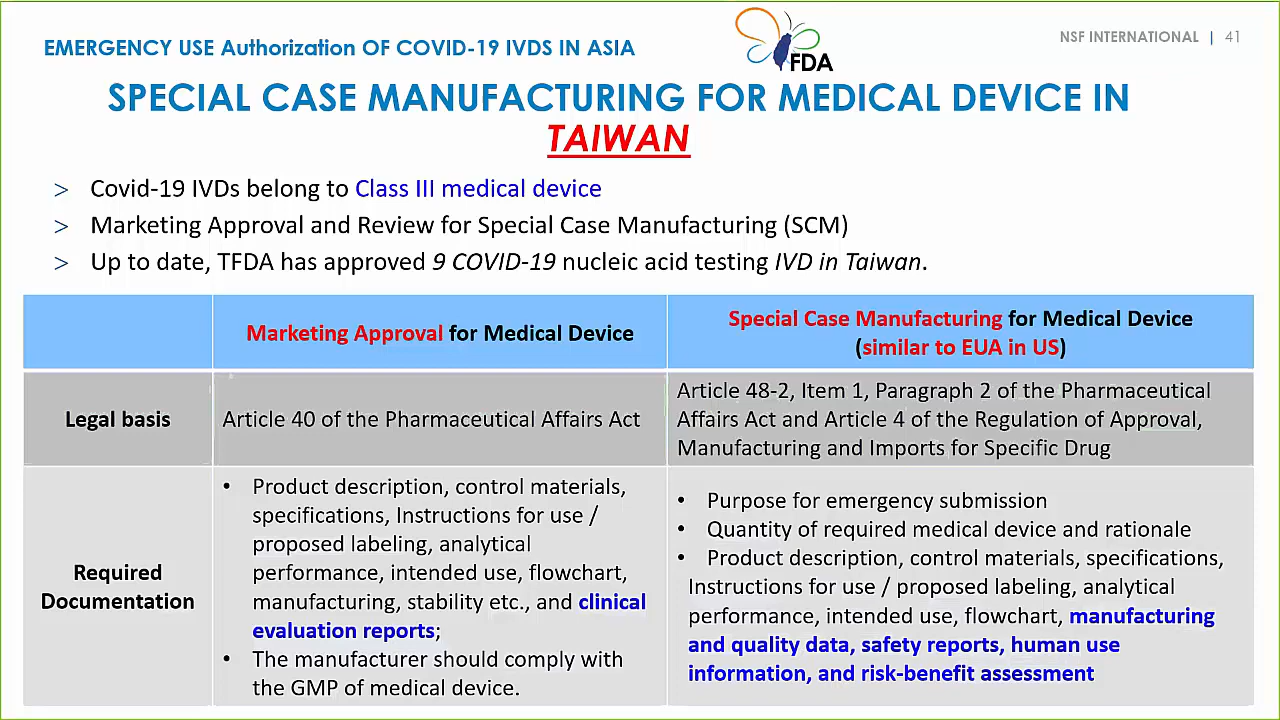 EMERGENCY USE Authorization OF COVID-19 IVDS IN ASIA
FDA
NSF INTERNATIONAL | 41
SPECIAL CASE MANUFACTURING FOR MEDICAL DEVICE IN
TAIWAN
> Covid-19 IVDs belong to Class III medical device
> Marketing Approval and Review for Special Case Manufacturing (SCM)
> Up to date, TFDA has approved 9 COVID-19 nucleic acid testing IVD in Taiwan.
Marketing Approval for Medical Device
Special Case Manufacturing for Medical Device
(similar to EUA in US)
Legal basis
Article 40 of the Pharmaceutical Affairs Act
Article 48-2, Item 1, Paragraph 2 of the Pharmaceutical
Affairs Act and Article 4 of the Regulation of Approval,
Manufacturing and Imports for Specific Drug
Required
Documentation
• Product description, control materials,
specifications, Instructions for use /
proposed labeling, analytical
performance, intended use, flowchart,
manufacturing, stability etc., and clinical
evaluation reports;
• The manufacturer should comply with
the GMP of medical device.
• Purpose for emergency submission
• Quantity of required medical device and rationale
• Product description, control materials, specifications,
Instructions for use / proposed labeling, analytical
performance, intended use, flowchart, manufacturing
and quality data, safety reports, human use
information, and risk-benefit assessment